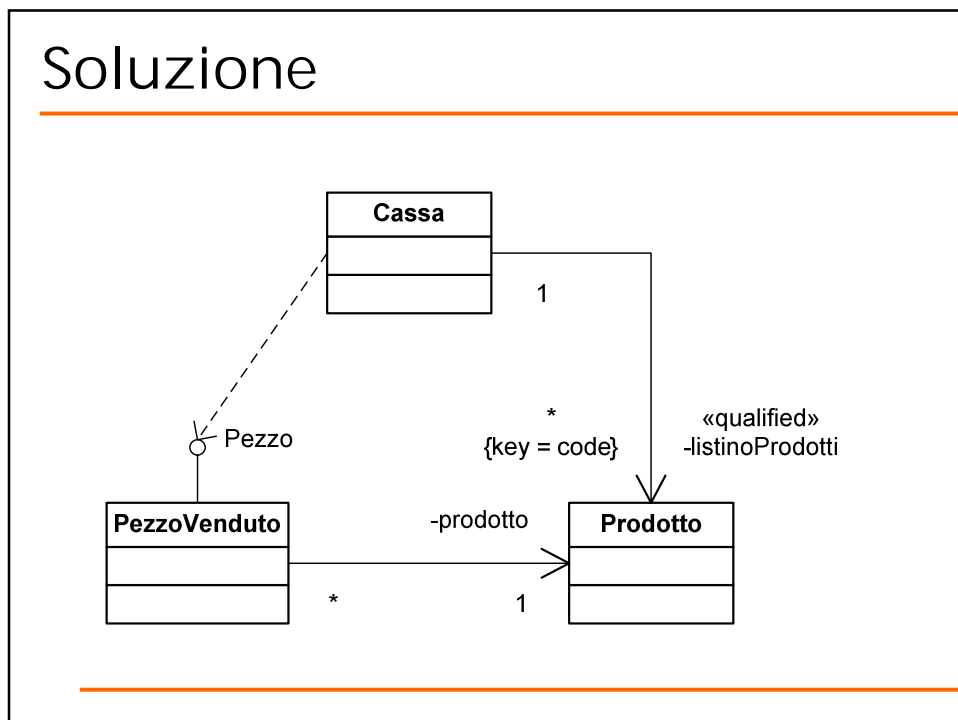 Soluzione
Cassa
1
*
{key = code}
«qualified»
-listinoProdotti
Pezzo
PezzoVenduto
-prodotto
Prodotto
*
1